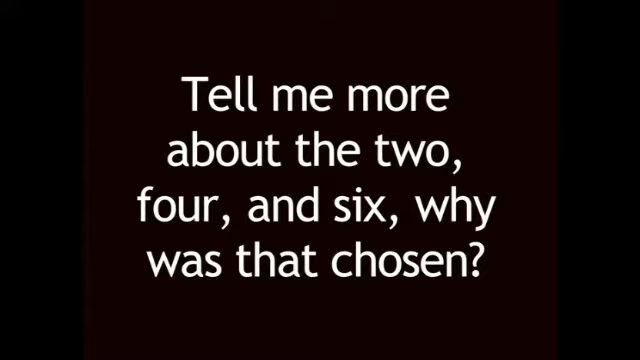 Tell me more
about the two,
four, and six, why
was that chosen?